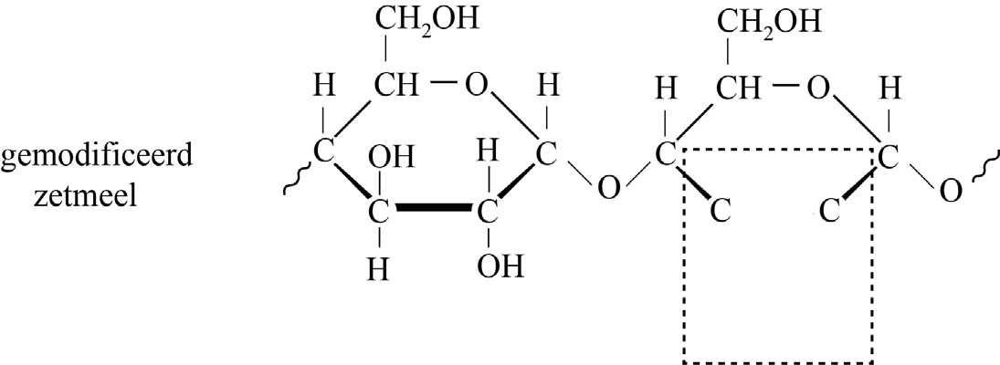 gemodificeerd
zetmeel
CH₂OH CH₂OH
H CH O H H CH O H
C OH H C C C
O O
C C C C
H OH